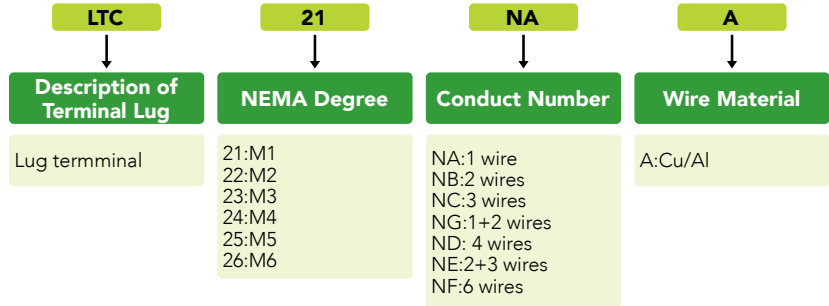 LTC
21
NA
A
Description of
Terminal Lug
NEMA Degree
Conduct Number
Wire Material
Lug termminal
21:M1
22:M2
23:M3
24:M4
25:M5
26:M6
NA:1 wire
NB:2 wires
NC:3 wires
NG:1+2 wires
ND: 4 wires
NE:2+3 wires
NF:6 wires
A:Cu/Al